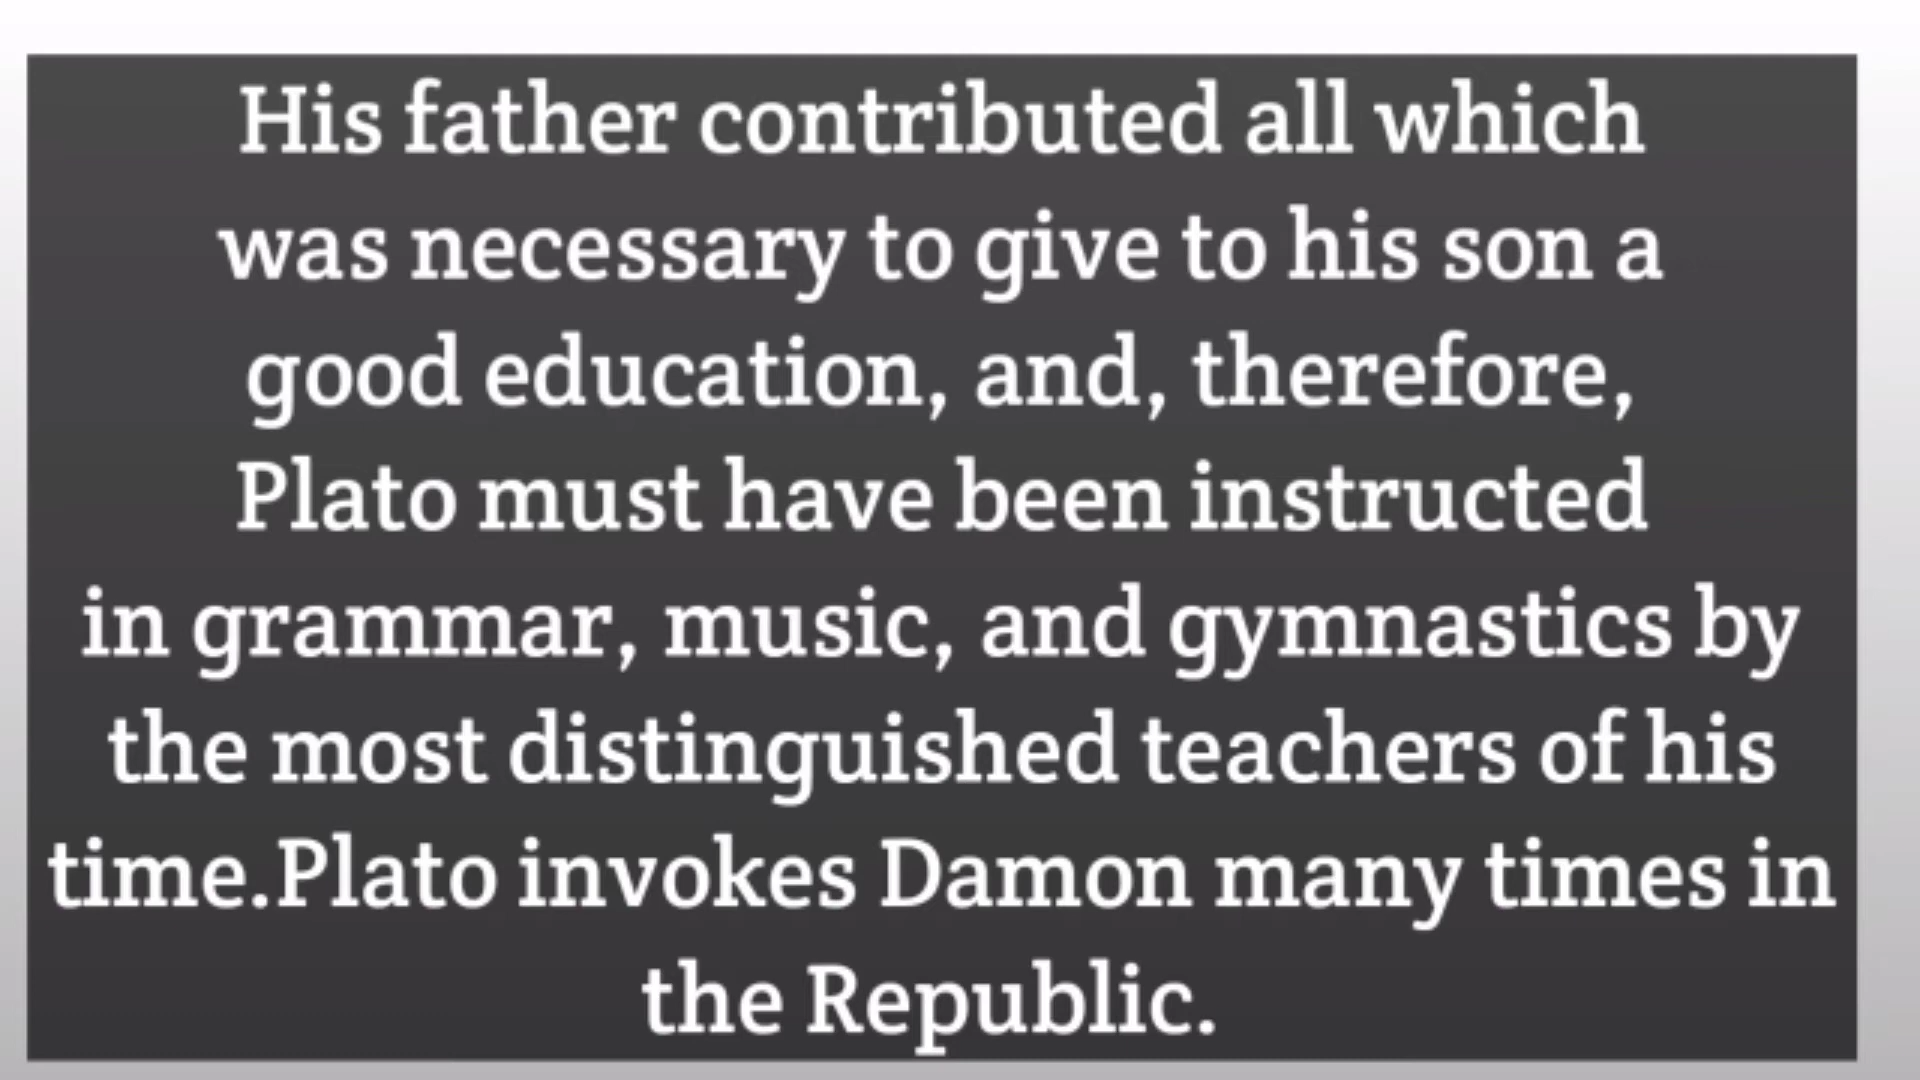 His father contributed all which
was necessary to give to his son a
good education, and, therefore,
Plato must have been instructed
in grammar, music, and gymnastics by
the most distinguished teachers of his
time.Plato invokes Damon many times in
the Republic.